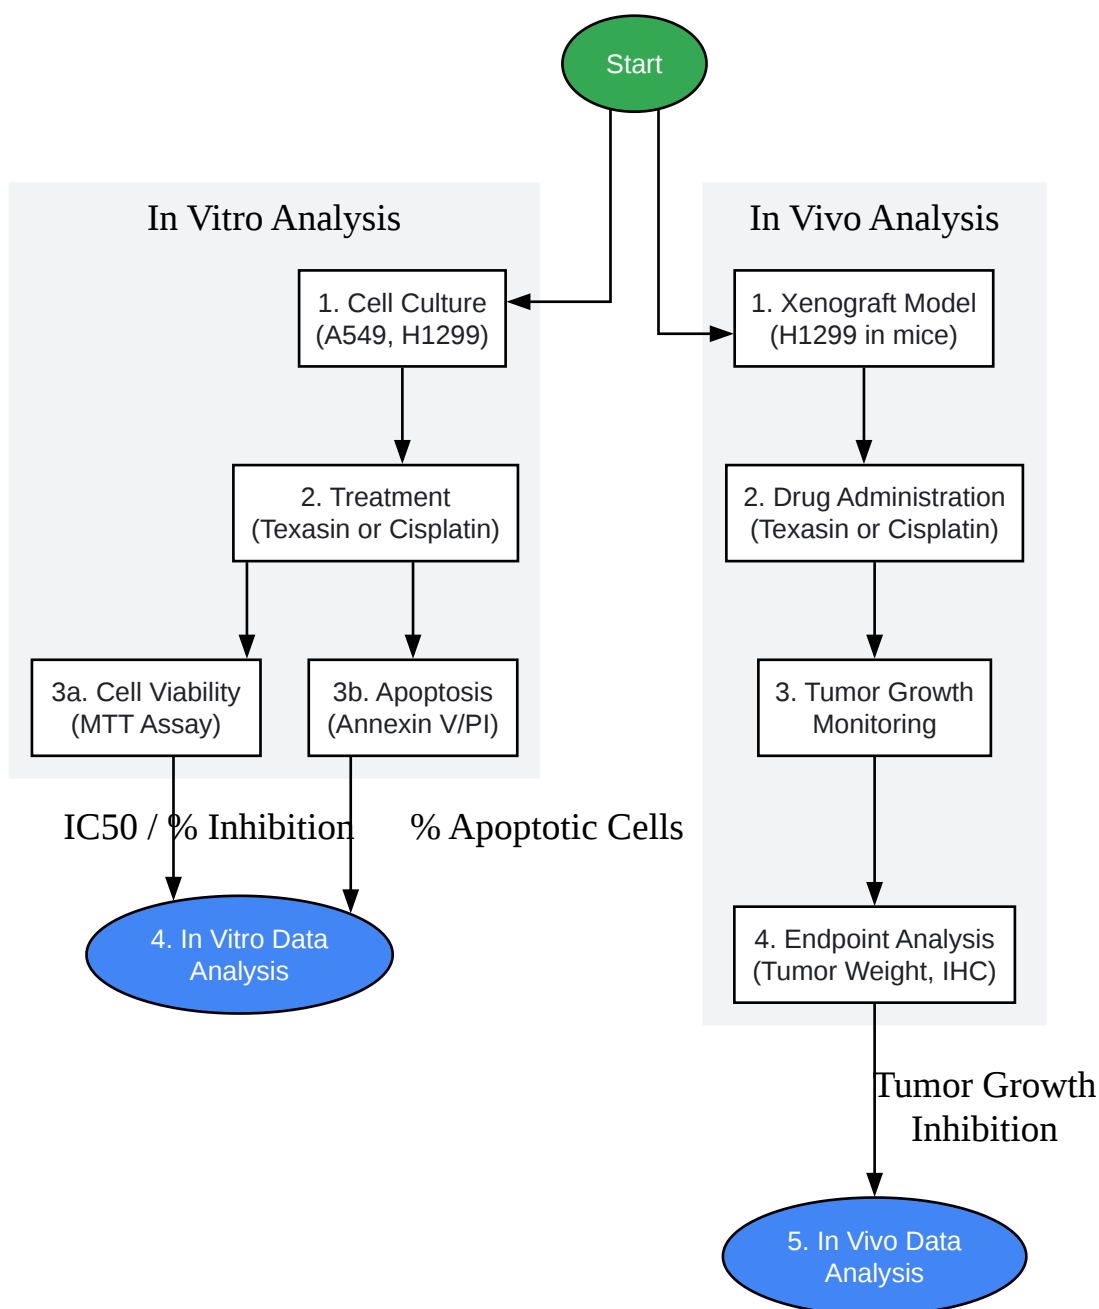 Start
In Vitro Analysis
1. Cell Culture
(A549, H1299)
2. Treatment
(Texasin or Cisplatin)
3a. Cell Viability
(MTT Assay)
3b. Apoptosis
(Annexin V/PI)
IC50 / % Inhibition
% Apoptotic Cells
4. In Vitro Data
Analysis
In Vivo Analysis
1. Xenograft Model
(H1299 in mice)
2. Drug Administration
(Texasin or Cisplatin)
3. Tumor Growth
Monitoring
4. Endpoint Analysis
(Tumor Weight, IHC)
Tumor Growth
Inhibition
5. In Vivo Data
Analysis